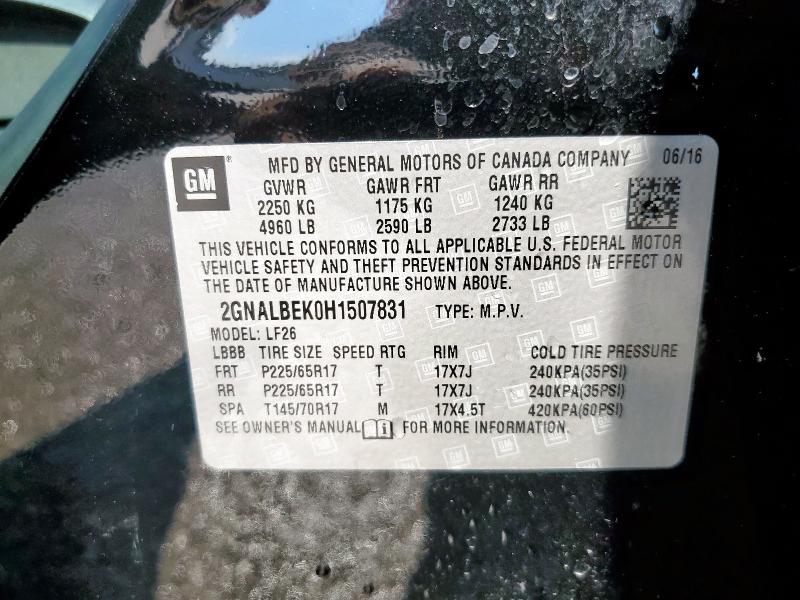 GM® MFD BY GENERAL MOTORS OF CANADA COMPANY 06/16
GVWR GAWR FRT GAWR RR
2250 KG 1175 KG 1240 KG
4960 LB 2590 LB 2733 LB
THIS VEHICLE CONFORMS TO ALL APPLICABLE U.S. FEDERAL MOTOR
VEHICLE SAFETY AND THEFT PREVENTION STANDARDS IN EFFECT ON
THE DATE OF MANUFACTURE SHOWN ABOVE.
2GNALBEK0H1507831 TYPE: M.P.V.
MODEL: LF26
LBBB TIRE SIZE SPEED RTG RIM COLD TIRE PRESSURE
FRT P225/65R17 T 17X7J 240KPA(35PSI)
RR P225/65R17 T 17X7J 240KPA(35PSI)
SPA T145/70R17 M 17X4.5T 420KPA(60PSI)
SEE OWNER'S MANUAL i FOR MORE INFORMATION.